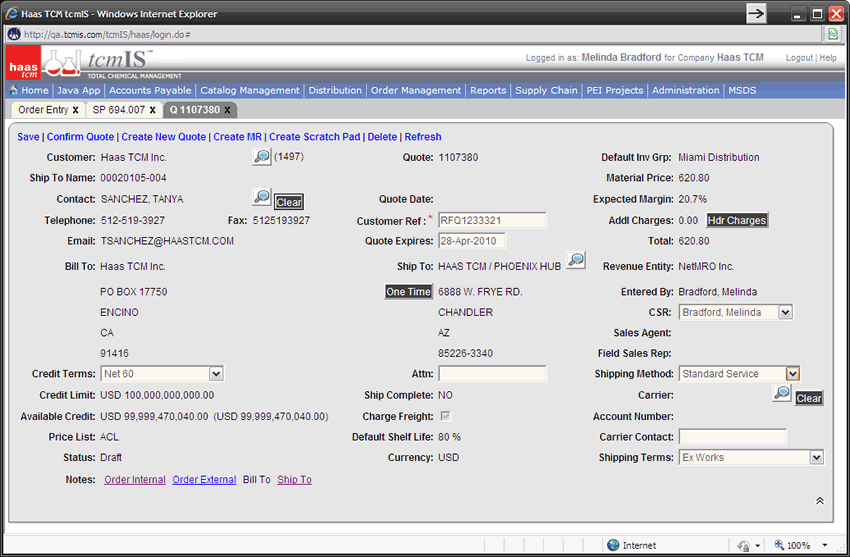 Haas TCM tcmIS - Windows Internet Explorer
http://qa.tcmis.com/tcmIS/haas/login.do#
haas tcm tcmIS™ TOTAL CHEMICAL MANAGEMENT
Logged in as: Melinda Bradford for Company Haas TCM Logout | Help
Home | Java App | Accounts Payable | Catalog Management | Distribution | Order Management | Reports | Supply Chain | PEI Projects | Administration | MSDS
Order Entry x SP 694.007 x Q 1107380 x
Save | Confirm Quote | Create New Quote | Create MR | Create Scratch Pad | Delete | Refresh
Customer: Haas TCM Inc. (1497) Quote: 1107380 Default Inv Grp: Miami Distribution
Ship To Name: 00020105-004 Material Price: 620.80
Contact: SANCHEZ, TANYA Clear Quote Date: Expected Margin: 20.7%
Telephone: 512-519-3927 Fax: 5125193927 Customer Ref : * RFQ1233321 Addl Charges: 0.00 Hdr Charges
Email: TSANCHEZ@HAASTCM.COM Quote Expires: 28-Apr-2010 Total: 620.80
Bill To: Haas TCM Inc. Ship To: HAAS TCM / PHOENIX HUB Revenue Entity: NetMRO Inc.
PO BOX 17750 One Time 6888 W. FRYE RD. Entered By: Bradford, Melinda
ENCINO CHANDLER CSR: Bradford, Melinda
CA AZ Sales Agent:
91416 85226-3340 Field Sales Rep:
Credit Terms: Net 60 Attn: Shipping Method: Standard Service
Credit Limit: USD 100,000,000,000.00 Ship Complete: NO Carrier: Clear
Available Credit: USD 99,999,470,040.00 (USD 99,999,470,040.00) Charge Freight: Account Number:
Price List: ACL Default Shelf Life: 80 % Carrier Contact:
Status: Draft Currency: USD Shipping Terms: Ex Works
Notes: Order Internal Order External Bill To Ship To
Internet 100%